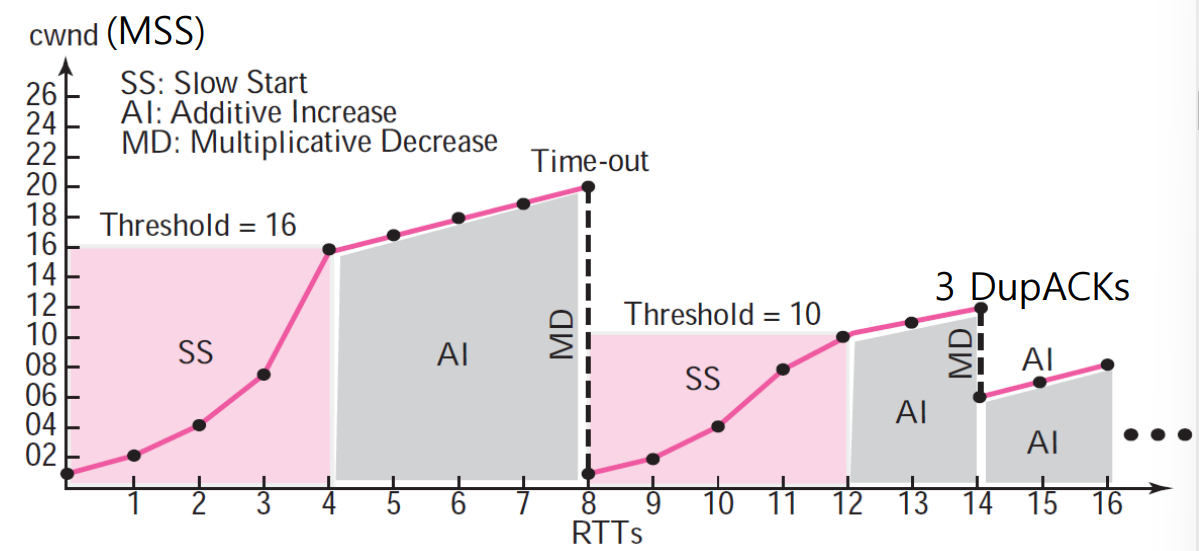 cwnd (MSS)
SS: Slow Start
AI: Additive Increase
MD: Multiplicative Decrease
26
24
22
20
18
16
14
12
10
08
06
04
02
Time-out
Threshold = 16
SS
AI
MD
Threshold = 10
SS
3 DupACKs
MD
AI
AI
AI
1 2 3 4 5 6 7 8 9 10 11 12 13 14 15 16
RTTs